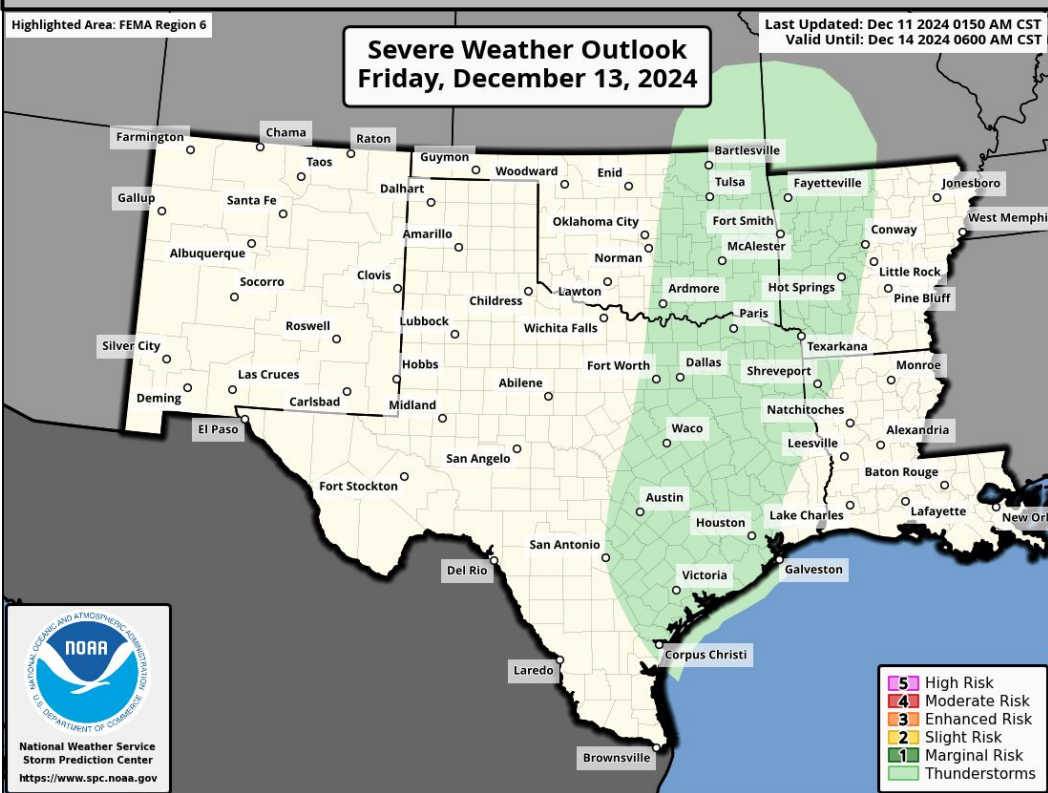 Highlighted Area: FEMA Region 6
Last Updated: Dec 11 2024 0150 AM CST
Valid Until: Dec 14 2024 0600 AM CST
Severe Weather Outlook
Friday, December 13, 2024
Farmington
Chama
Raton
Taos
Guymon
Woodward
Enid
Bartlesville
Tulsa
Fayetteville
Jonesboro
Gallup
Santa Fe
Dalhart
Oklahoma City
Fort Smith
West Memphi
Albuquerque
Amarillo
Norman
McAlester
Conway
Socorro
Clovis
Childress
Lawton
Ardmore
Hot Springs
Little Rock
Pine Bluff
Roswell
Lubbock
Wichita Falls
Paris
Texarkana
Silver City
Las Cruces
Hobbs
Abilene
Fort Worth
Dallas
Shreveport
Monroe
Deming
Carlsbad
Midland
Natchitoches
El Paso
Waco
Leesville
Alexandria
San Angelo
Baton Rouge
Fort Stockton
Austin
Houston
Lake Charles
Lafayette
New Orl
San Antonio
Del Rio
Victoria
Galveston
Laredo
Corpus Christi
Brownsville
NATIONAL OCEANIC AND ATMOSPHERIC ADMINISTRATION
NOAA
U.S. DEPARTMENT OF COMMERCE
National Weather Service
Storm Prediction Center
https://www.spc.noaa.gov
5 High Risk
4 Moderate Risk
3 Enhanced Risk
2 Slight Risk
1 Marginal Risk
Thunderstorms